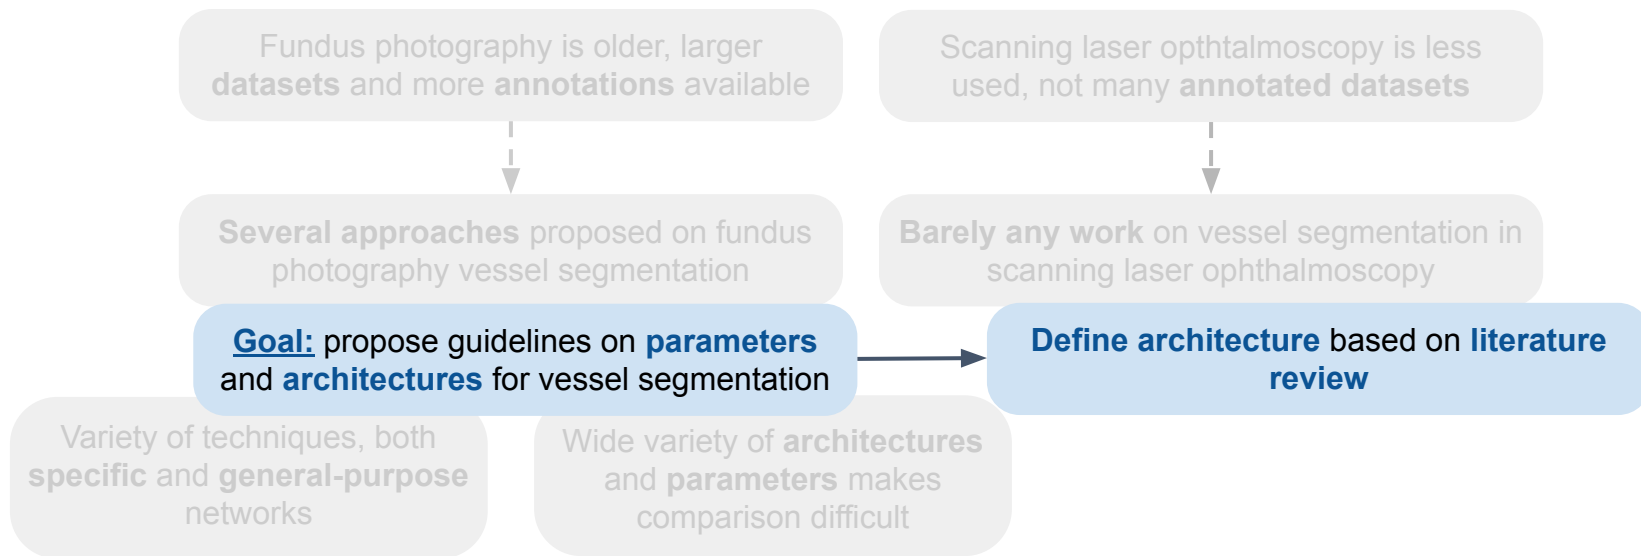 Fundus photography is older, larger
datasets and more annotations available
Scanning laser opthtalmoscopy is less
used, not many annotated datasets
Several approaches proposed on fundus
photography vessel segmentation
Barely any work on vessel segmentation in
scanning laser ophthalmoscopy
Goal: propose guidelines on parameters
and architectures for vessel segmentation
Define architecture based on literature
review
Variety of techniques, both
specific and general-purpose
networks
Wide variety of architectures
and parameters makes
comparison difficult